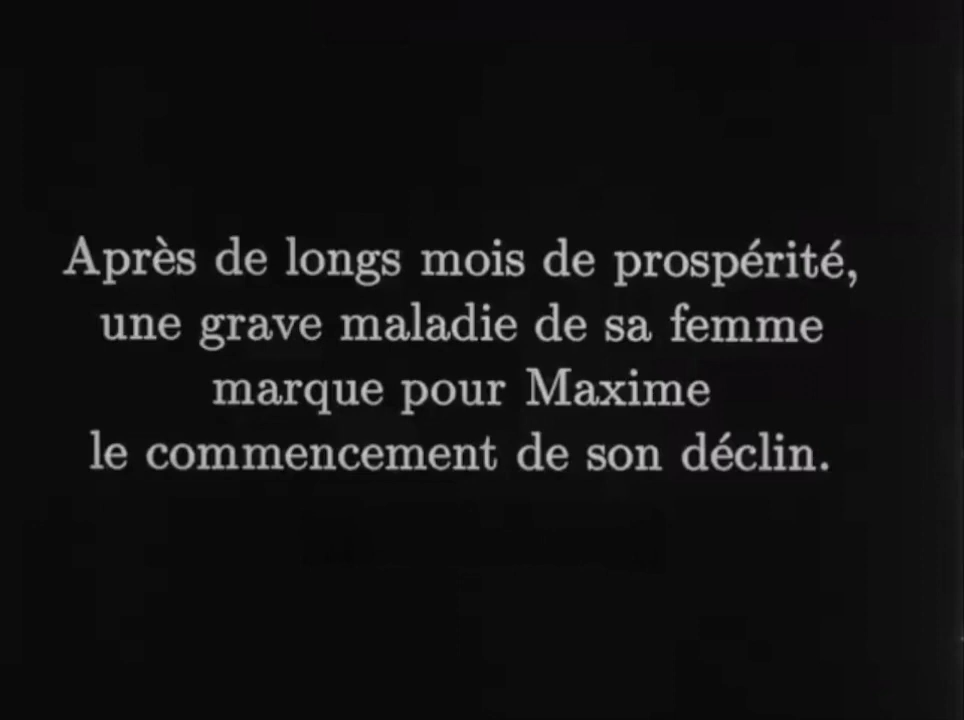 Après de longs mois de prospérité,
une grave maladie de sa femme
marque pour Maxime
le commencement de son déclin.